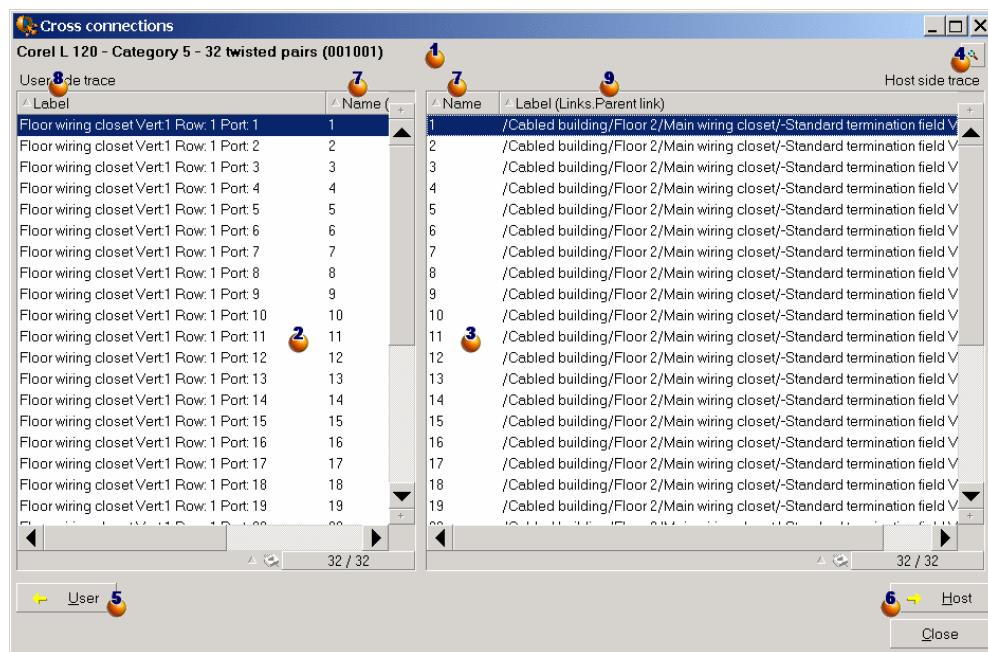 Cross connections
Corel L 120 - Category 5 - 32 twisted pairs (001001)
1
4
User side trace
8
7
7
9
Host side trace
Label Name ( Name Label (Links.Parent link)
Floor wiring closet Vert:1 Row: 1 Port: 1 1 1 /Cabled building/Floor 2/Main wiring closet/-Standard termination field V
Floor wiring closet Vert:1 Row: 1 Port: 2 2 2 /Cabled building/Floor 2/Main wiring closet/-Standard termination field V
Floor wiring closet Vert:1 Row: 1 Port: 3 3 3 /Cabled building/Floor 2/Main wiring closet/-Standard termination field V
Floor wiring closet Vert:1 Row: 1 Port: 4 4 4 /Cabled building/Floor 2/Main wiring closet/-Standard termination field V
Floor wiring closet Vert:1 Row: 1 Port: 5 5 5 /Cabled building/Floor 2/Main wiring closet/-Standard termination field V
Floor wiring closet Vert:1 Row: 1 Port: 6 6 6 /Cabled building/Floor 2/Main wiring closet/-Standard termination field V
Floor wiring closet Vert:1 Row: 1 Port: 7 7 7 /Cabled building/Floor 2/Main wiring closet/-Standard termination field V
Floor wiring closet Vert:1 Row: 1 Port: 8 8 8 /Cabled building/Floor 2/Main wiring closet/-Standard termination field V
Floor wiring closet Vert:1 Row: 1 Port: 9 9 9 /Cabled building/Floor 2/Main wiring closet/-Standard termination field V
Floor wiring closet Vert:1 Row: 1 Port: 10 10 10 /Cabled building/Floor 2/Main wiring closet/-Standard termination field V
Floor wiring closet Vert:1 Row: 1 Port: 11 2 11 11 3 /Cabled building/Floor 2/Main wiring closet/-Standard termination field V
Floor wiring closet Vert:1 Row: 1 Port: 12 12 12 /Cabled building/Floor 2/Main wiring closet/-Standard termination field V
Floor wiring closet Vert:1 Row: 1 Port: 13 13 13 /Cabled building/Floor 2/Main wiring closet/-Standard termination field V
Floor wiring closet Vert:1 Row: 1 Port: 14 14 14 /Cabled building/Floor 2/Main wiring closet/-Standard termination field V
Floor wiring closet Vert:1 Row: 1 Port: 15 15 15 /Cabled building/Floor 2/Main wiring closet/-Standard termination field V
Floor wiring closet Vert:1 Row: 1 Port: 16 16 16 /Cabled building/Floor 2/Main wiring closet/-Standard termination field V
Floor wiring closet Vert:1 Row: 1 Port: 17 17 17 /Cabled building/Floor 2/Main wiring closet/-Standard termination field V
Floor wiring closet Vert:1 Row: 1 Port: 18 18 18 /Cabled building/Floor 2/Main wiring closet/-Standard termination field V
Floor wiring closet Vert:1 Row: 1 Port: 19 19 19 /Cabled building/Floor 2/Main wiring closet/-Standard termination field V
32 / 32 32 / 32
User 5 6 Host
Close